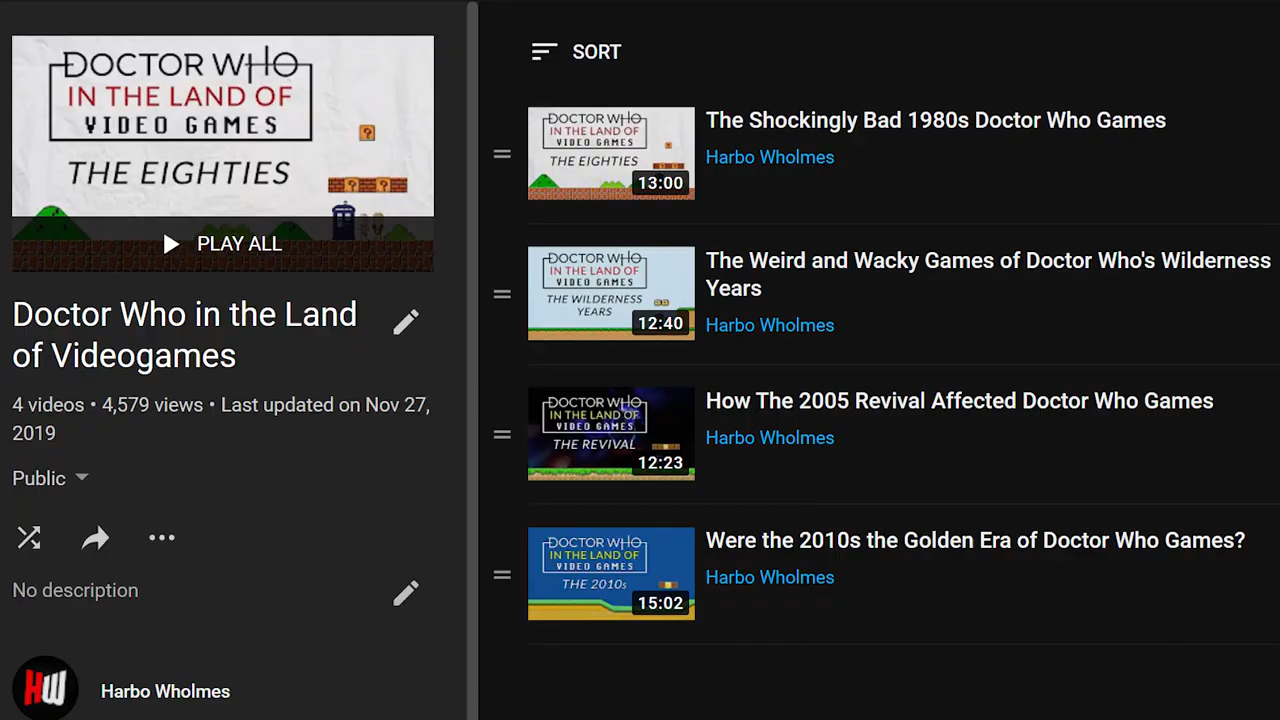 DOCTOR WHO
IN THE LAND OF
VIDEO GAMES
THE EIGHTIES
PLAY ALL
Doctor Who in the Land
of Videogames
4 videos • 4,579 views • Last updated on Nov 27,
2019
Public
No description
HW
Harbo Wholmes
SORT
DOCTOR WHO
IN THE LAND OF
VIDEO GAMES
THE EIGHTIES
13:00
The Shockingly Bad 1980s Doctor Who Games
Harbo Wholmes
DOCTOR WHO
IN THE LAND OF
VIDEO GAMES
THE WILDERNESS
YEARS
12:40
The Weird and Wacky Games of Doctor Who's Wilderness
Years
Harbo Wholmes
DOCTOR WHO
IN THE LAND OF
VIDEO GAMES
THE REVIVAL
12:23
How The 2005 Revival Affected Doctor Who Games
Harbo Wholmes
DOCTOR WHO
IN THE LAND OF
VIDEO GAMES
THE 2010s
15:02
Were the 2010s the Golden Era of Doctor Who Games?
Harbo Wholmes